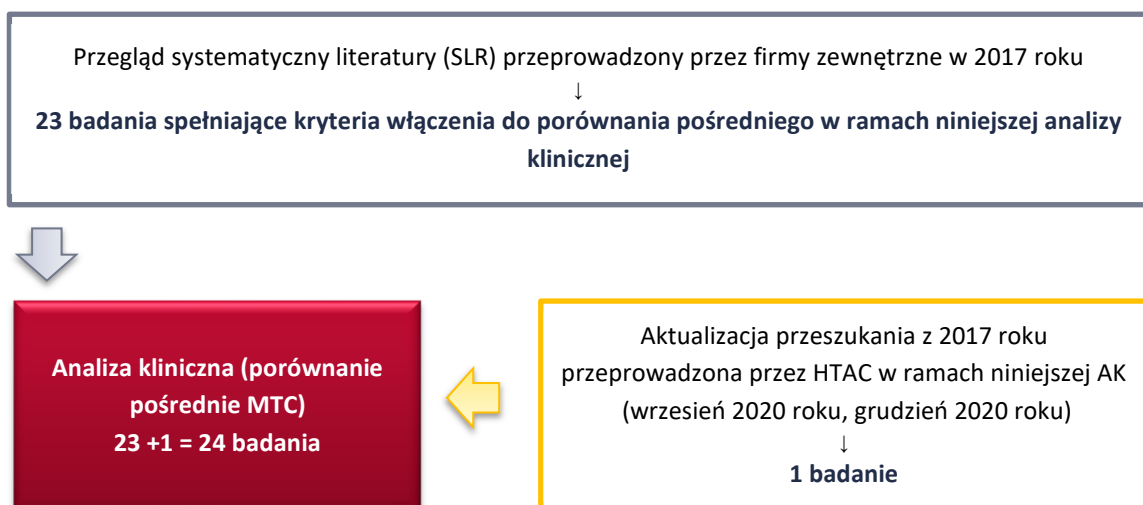 Przegląd systematyczny literatury (SLR) przeprowadzony przez firmy zewnętrzne w 2017 roku
↓
23 badania spełniające kryteria włączenia do porównania pośredniego w ramach niniejszej analizy
klinicznej
Analiza kliniczna (porównanie
pośrednie MTC)
23 +1 = 24 badania
Aktualizacja przeszukania z 2017 roku
przeprowadzona przez HTAC w ramach niniejszej AK
(wrzesień 2020 roku, grudzień 2020 roku)
↓
1 badanie